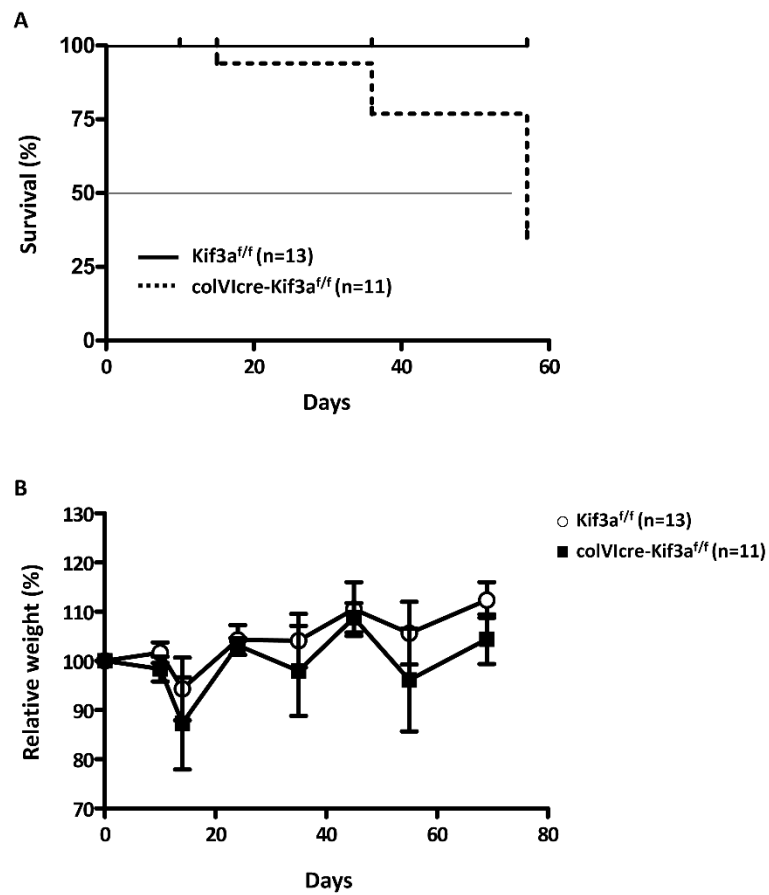 A
Survival (%)
100
75
50
25
0
Kif3a^f/f (n=13)
colVIcre-Kif3a^f/f (n=11)
0 20 40 60
Days
B
Relative weight (%)
130
120
110
100
90
80
70
Kif3a^f/f (n=13)
colVIcre-Kif3a^f/f (n=11)
0 20 40 60 80
Days